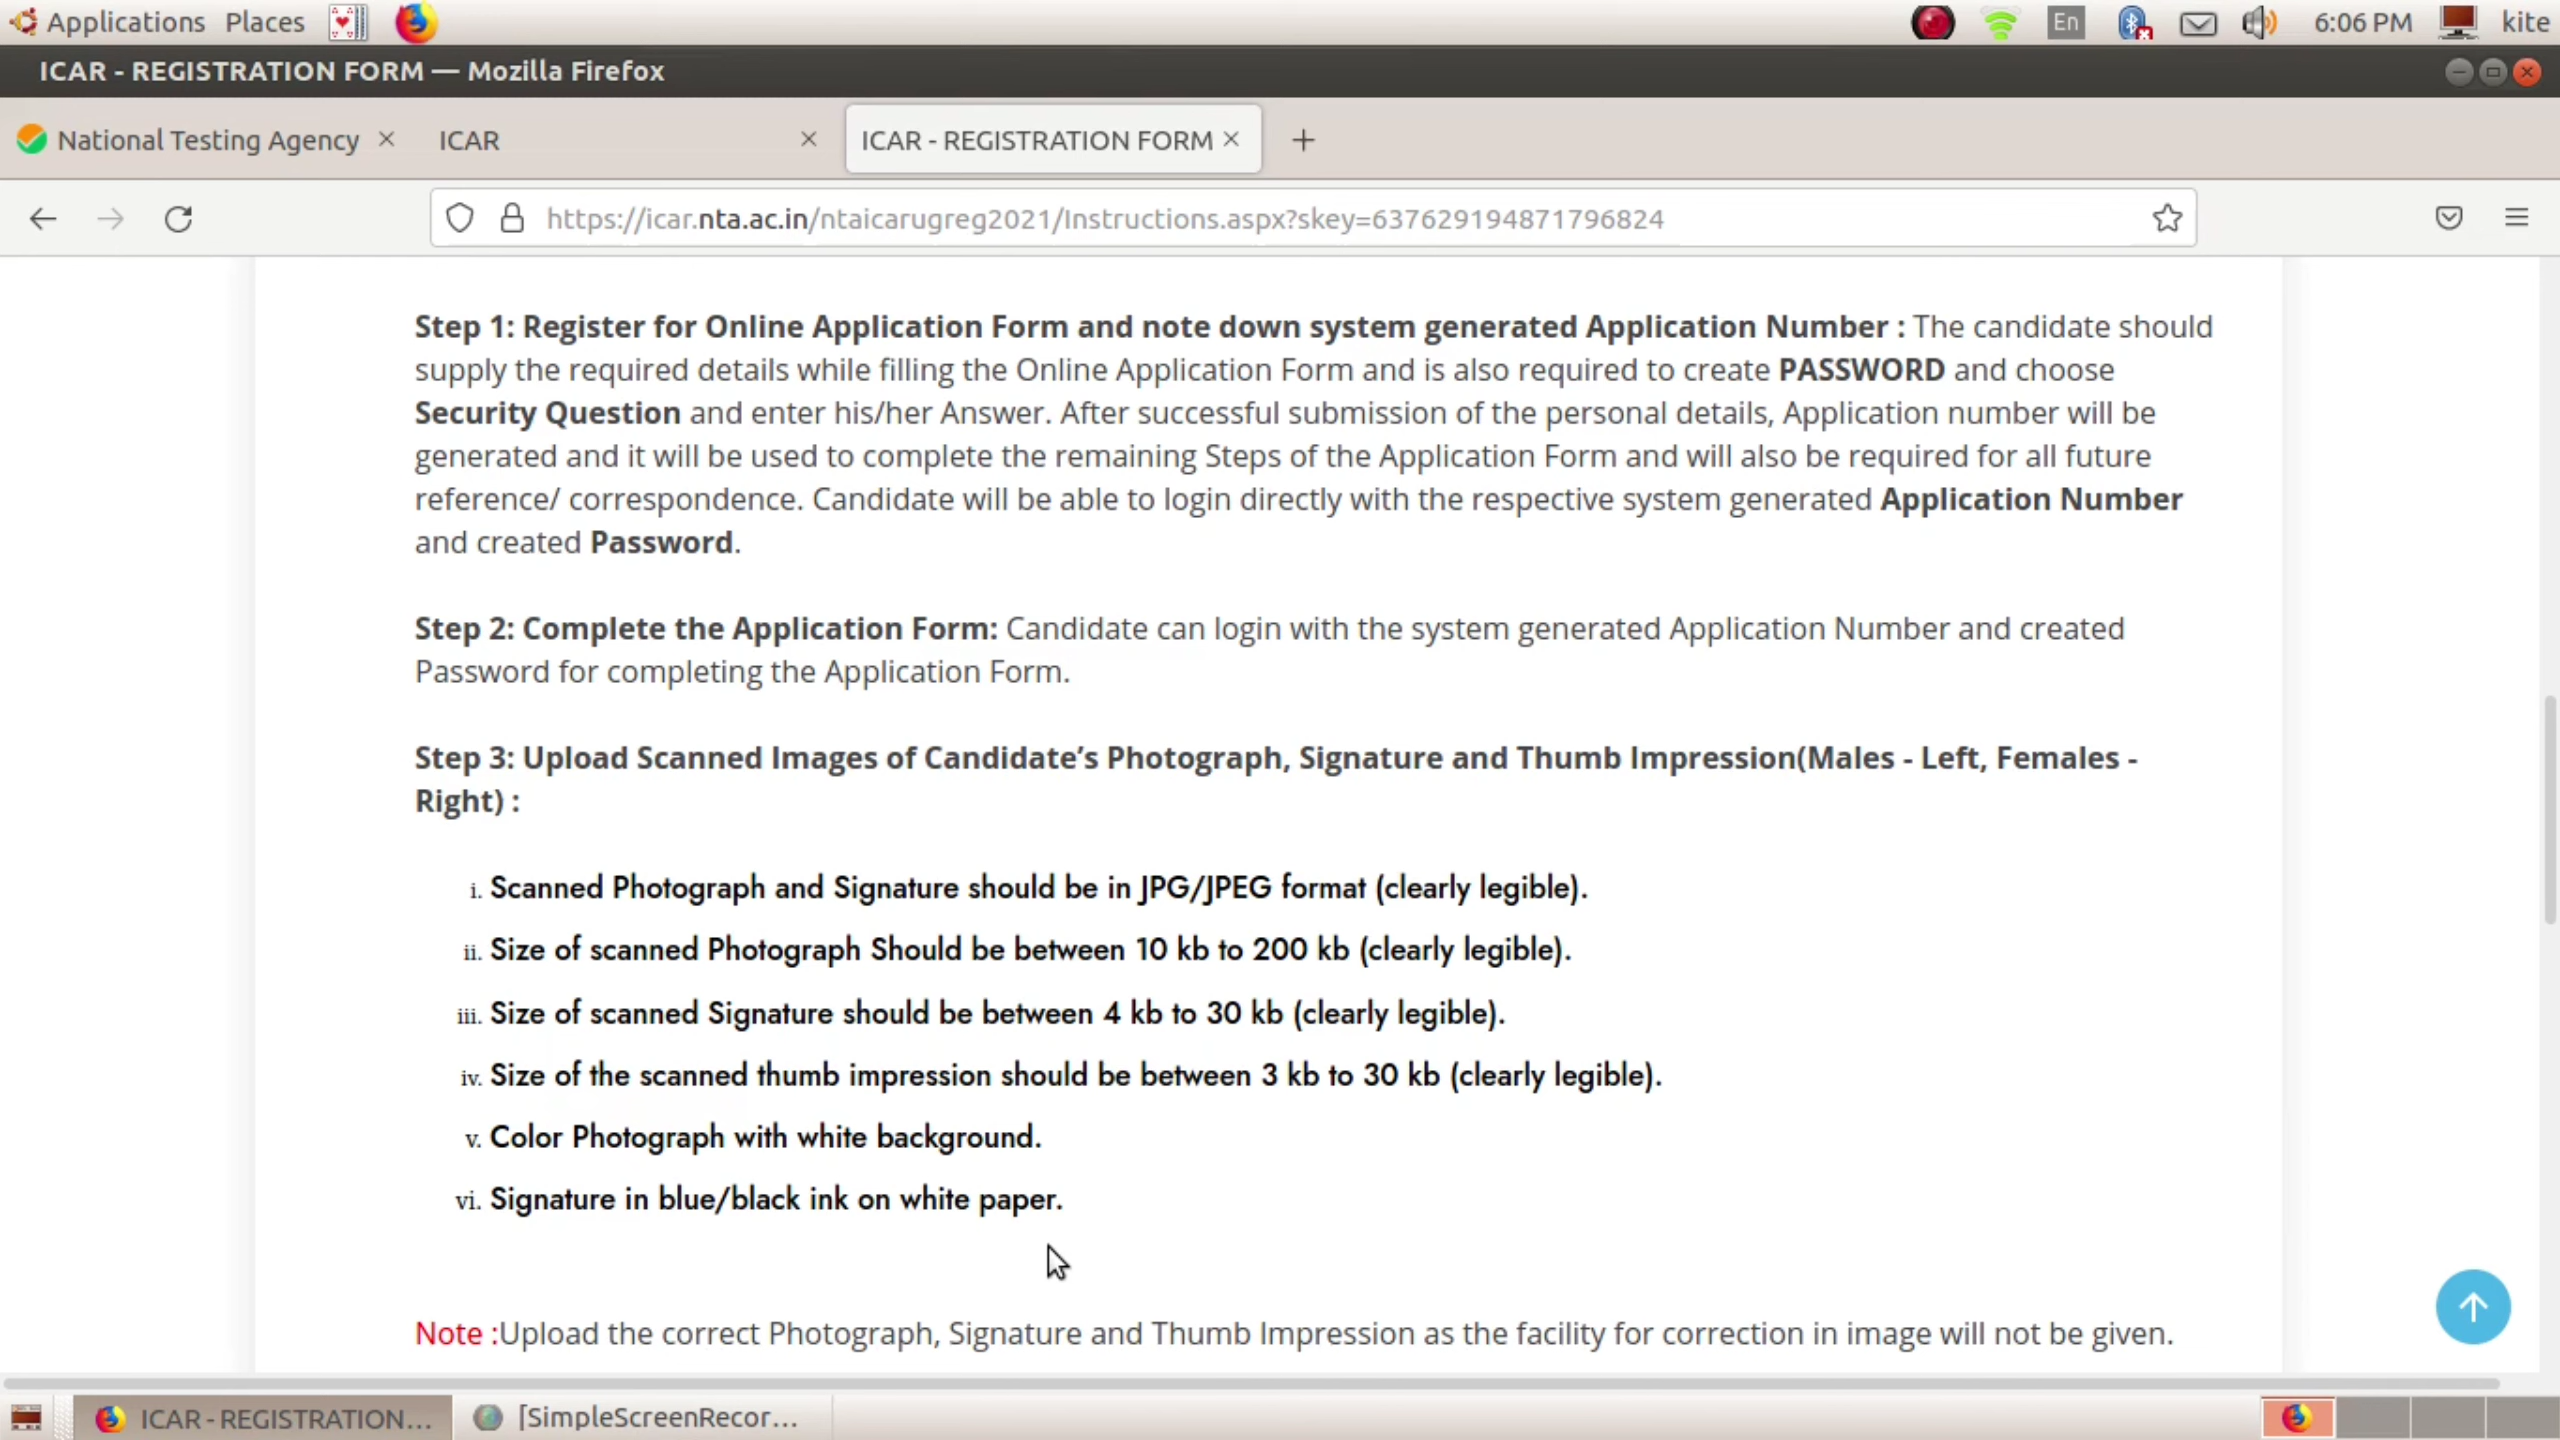 Applications Places En 6:06 PM kite
ICAR - REGISTRATION FORM — Mozilla Firefox
National Testing Agency ICAR ICAR - REGISTRATION FORM
https://icar.nta.ac.in/ntaicarugreg2021/Instructions.aspx?skey=637629194871796824
Step 1: Register for Online Application Form and note down system generated Application Number : The candidate should
supply the required details while filling the Online Application Form and is also required to create PASSWORD and choose
Security Question and enter his/her Answer. After successful submission of the personal details, Application number will be
generated and it will be used to complete the remaining Steps of the Application Form and will also be required for all future
reference/ correspondence. Candidate will be able to login directly with the respective system generated Application Number
and created Password.
Step 2: Complete the Application Form: Candidate can login with the system generated Application Number and created
Password for completing the Application Form.
Step 3: Upload Scanned Images of Candidate’s Photograph, Signature and Thumb Impression(Males - Left, Females -
Right) :
i. Scanned Photograph and Signature should be in JPG/JPEG format (clearly legible).
ii. Size of scanned Photograph Should be between 10 kb to 200 kb (clearly legible).
iii. Size of scanned Signature should be between 4 kb to 30 kb (clearly legible).
iv. Size of the scanned thumb impression should be between 3 kb to 30 kb (clearly legible).
v. Color Photograph with white background.
vi. Signature in blue/black ink on white paper.
Note :Upload the correct Photograph, Signature and Thumb Impression as the facility for correction in image will not be given.
ICAR - REGISTRATION... [SimpleScreenRecor...